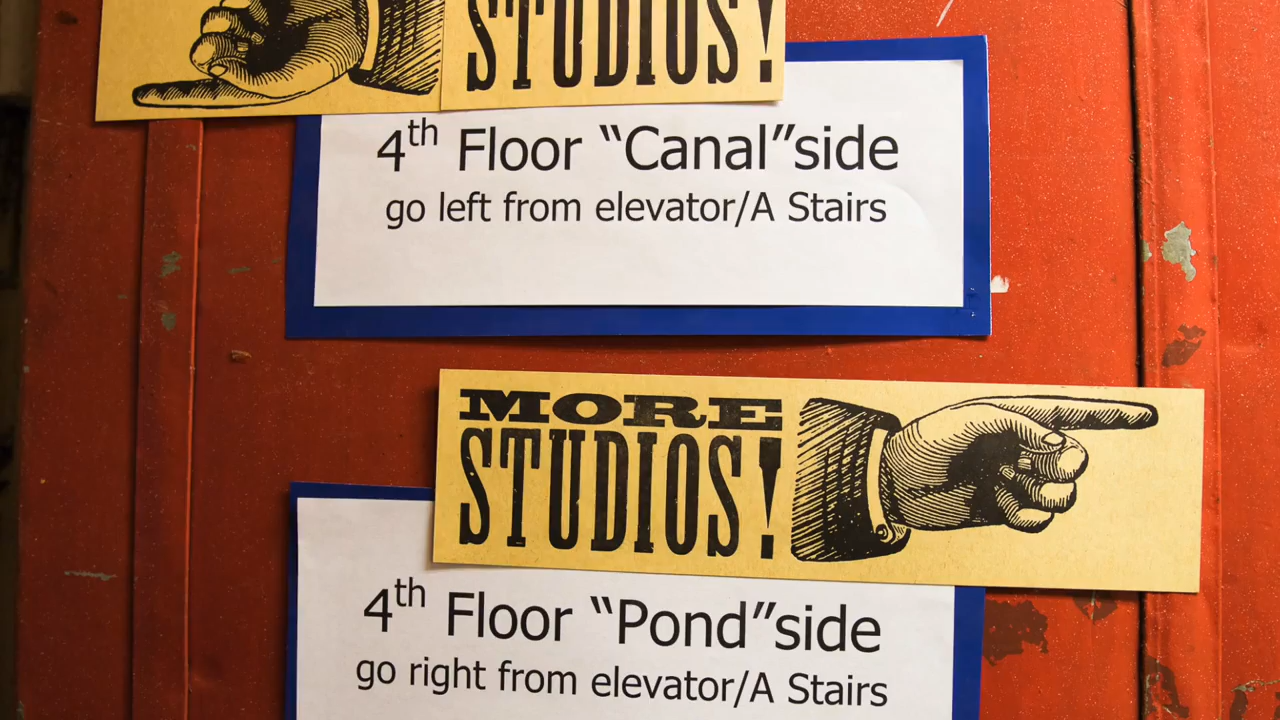 STUDIOS!
4th Floor “Canal”side
go left from elevator/A Stairs
MORE
STUDIOS!
4th Floor “Pond”side
go right from elevator/A Stairs